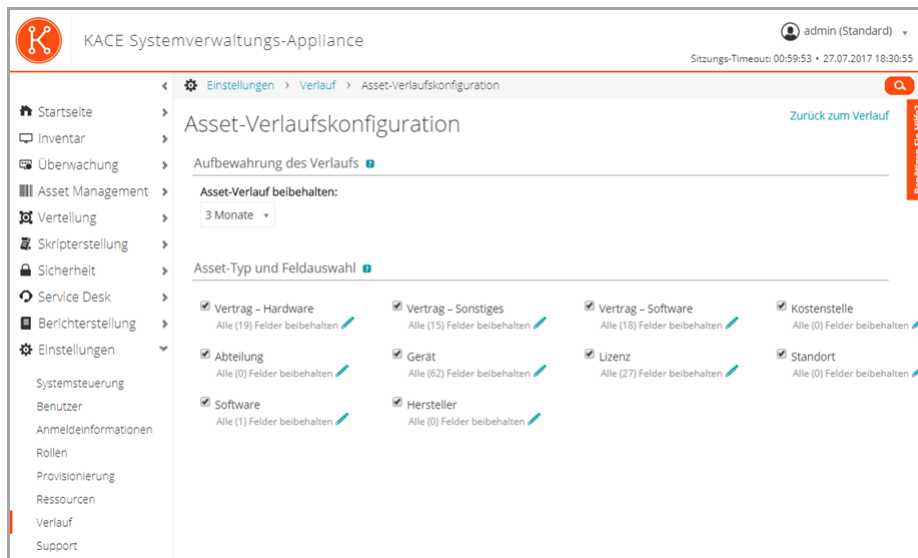 KACE Systemverwaltungs-Appliance
admin (Standard)
Sitzungs-Timeout: 00:59:53 • 27.07.2017 18:30:55
Einstellungen > Verlauf > Asset-Verlaufskonfiguration
Startseite
Inventar
Überwachung
Asset Management
Verteilung
Skripterstellung
Sicherheit
Service Desk
Berichterstellung
Einstellungen
Systemsteuerung
Benutzer
Anmeldeinformationen
Rollen
Provisionierung
Ressourcen
Verlauf
Support
Asset-Verlaufskonfiguration
Zurück zum Verlauf
Benötigen Sie Hilfe?
Aufbewahrung des Verlaufs
Asset-Verlauf beibehalten:
3 Monate
Asset-Typ und Feldauswahl
Vertrag – Hardware
Alle (19) Felder beibehalten
Vertrag – Sonstiges
Alle (15) Felder beibehalten
Vertrag – Software
Alle (18) Felder beibehalten
Kostenstelle
Alle (0) Felder beibehalten
Abteilung
Alle (0) Felder beibehalten
Gerät
Alle (62) Felder beibehalten
Lizenz
Alle (27) Felder beibehalten
Standort
Alle (0) Felder beibehalten
Software
Alle (1) Felder beibehalten
Hersteller
Alle (0) Felder beibehalten